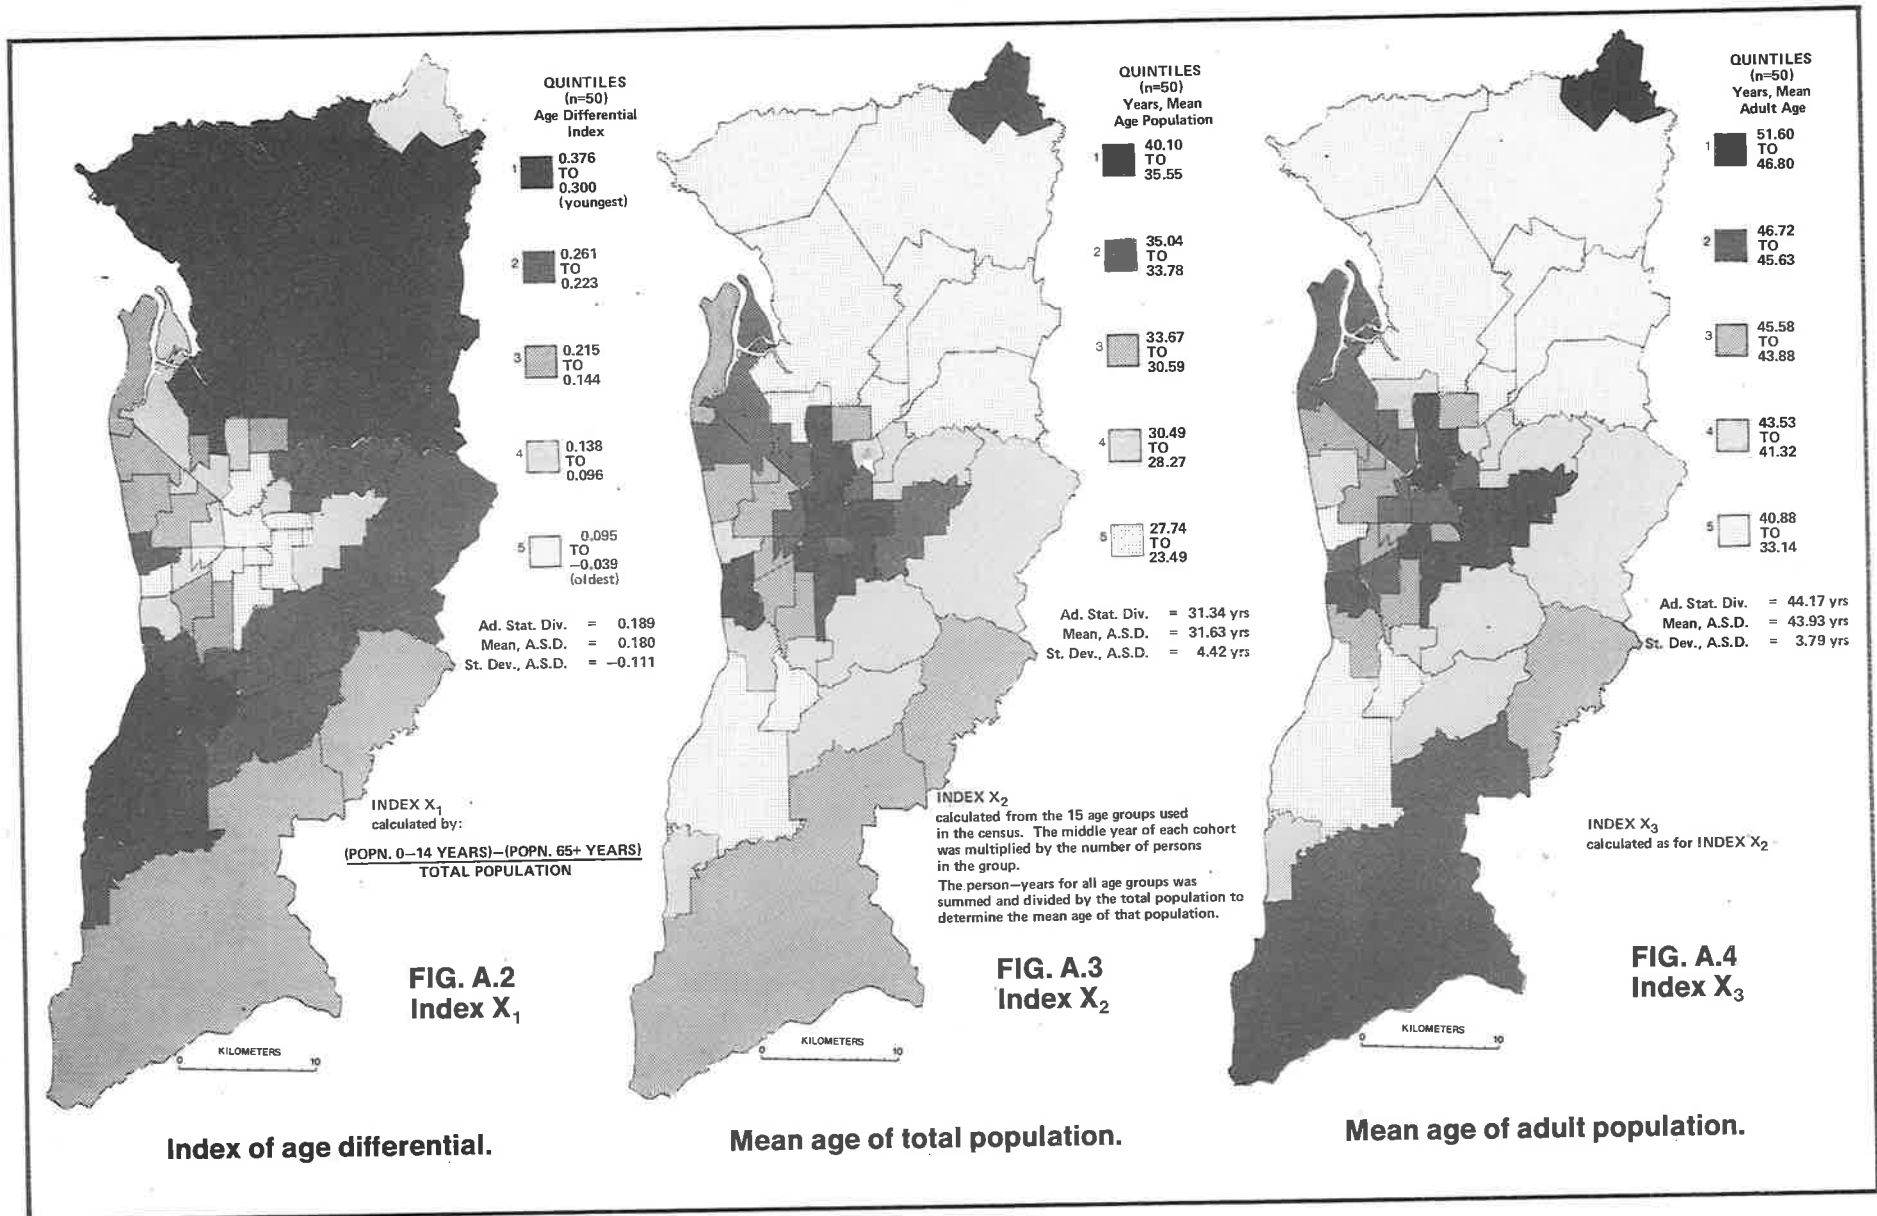 QUINTILES
(n=50)
Age Differential
Index
1
0.376
TO
0.300
(youngest)
2
0.261
TO
0.223
3
0.215
TO
0.144
4
0.138
TO
0.096
5
0.095
TO
−0.039
(oldest)
Ad. Stat. Div. = 0.189
Mean, A.S.D. = 0.180
St. Dev., A.S.D. = −0.111
INDEX X1
calculated by:
(POPN. 0−14 YEARS)−(POPN. 65+ YEARS)
TOTAL POPULATION
FIG. A.2
Index X1
0 KILOMETERS 10
Index of age differential.
QUINTILES
(n=50)
Years, Mean
Age Population
1
40.10
TO
35.55
2
35.04
TO
33.78
3
33.67
TO
30.59
4
30.49
TO
28.27
5
27.74
TO
23.49
Ad. Stat. Div. = 31.34 yrs
Mean, A.S.D. = 31.63 yrs
St. Dev., A.S.D. = 4.42 yrs
INDEX X2
calculated from the 15 age groups used
in the census. The middle year of each cohort
was multiplied by the number of persons
in the group.
The person−years for all age groups was
summed and divided by the total population to
determine the mean age of that population.
FIG. A.3
Index X2
0 KILOMETERS 10
Mean age of total population.
QUINTILES
(n=50)
Years, Mean
Adult Age
1
51.60
TO
46.80
2
46.72
TO
45.63
3
45.58
TO
43.88
4
43.53
TO
41.32
5
40.88
TO
33.14
Ad. Stat. Div. = 44.17 yrs
Mean, A.S.D. = 43.93 yrs
St. Dev., A.S.D. = 3.79 yrs
INDEX X3
calculated as for INDEX X2
FIG. A.4
Index X3
0 KILOMETERS 10
Mean age of adult population.